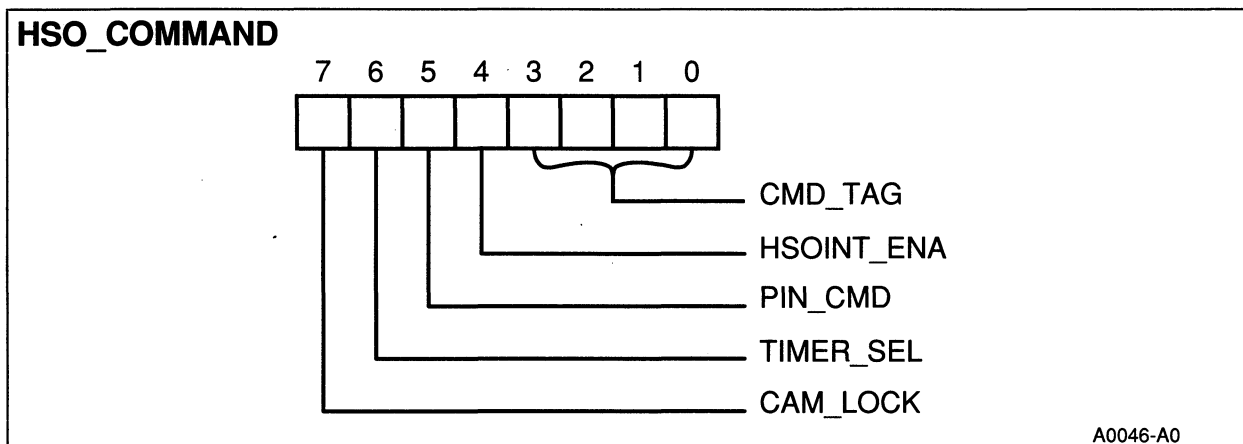 HSO_COMMAND
7 6 5 4 3 2 1 0
CMD_TAG
HSOINT_ENA
PIN_CMD
TIMER_SEL
CAM_LOCK
A0046-A0